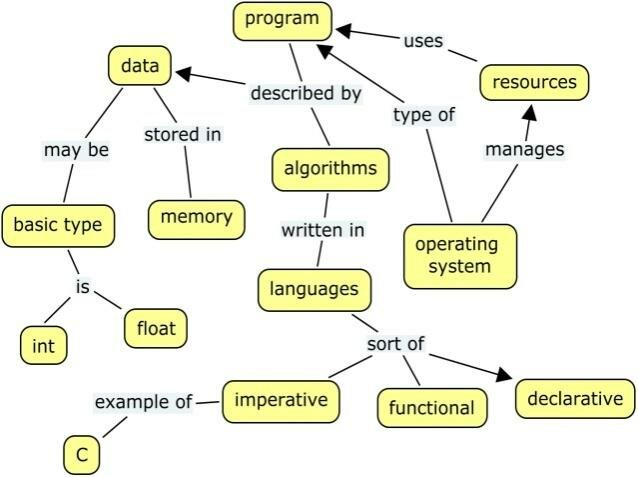 program
uses
data
resources
described by
type of
stored in
manages
may be
algorithms
memory
basic type
written in
operating
system
is
languages
float
int
sort of
example of
imperative
functional
declarative
C